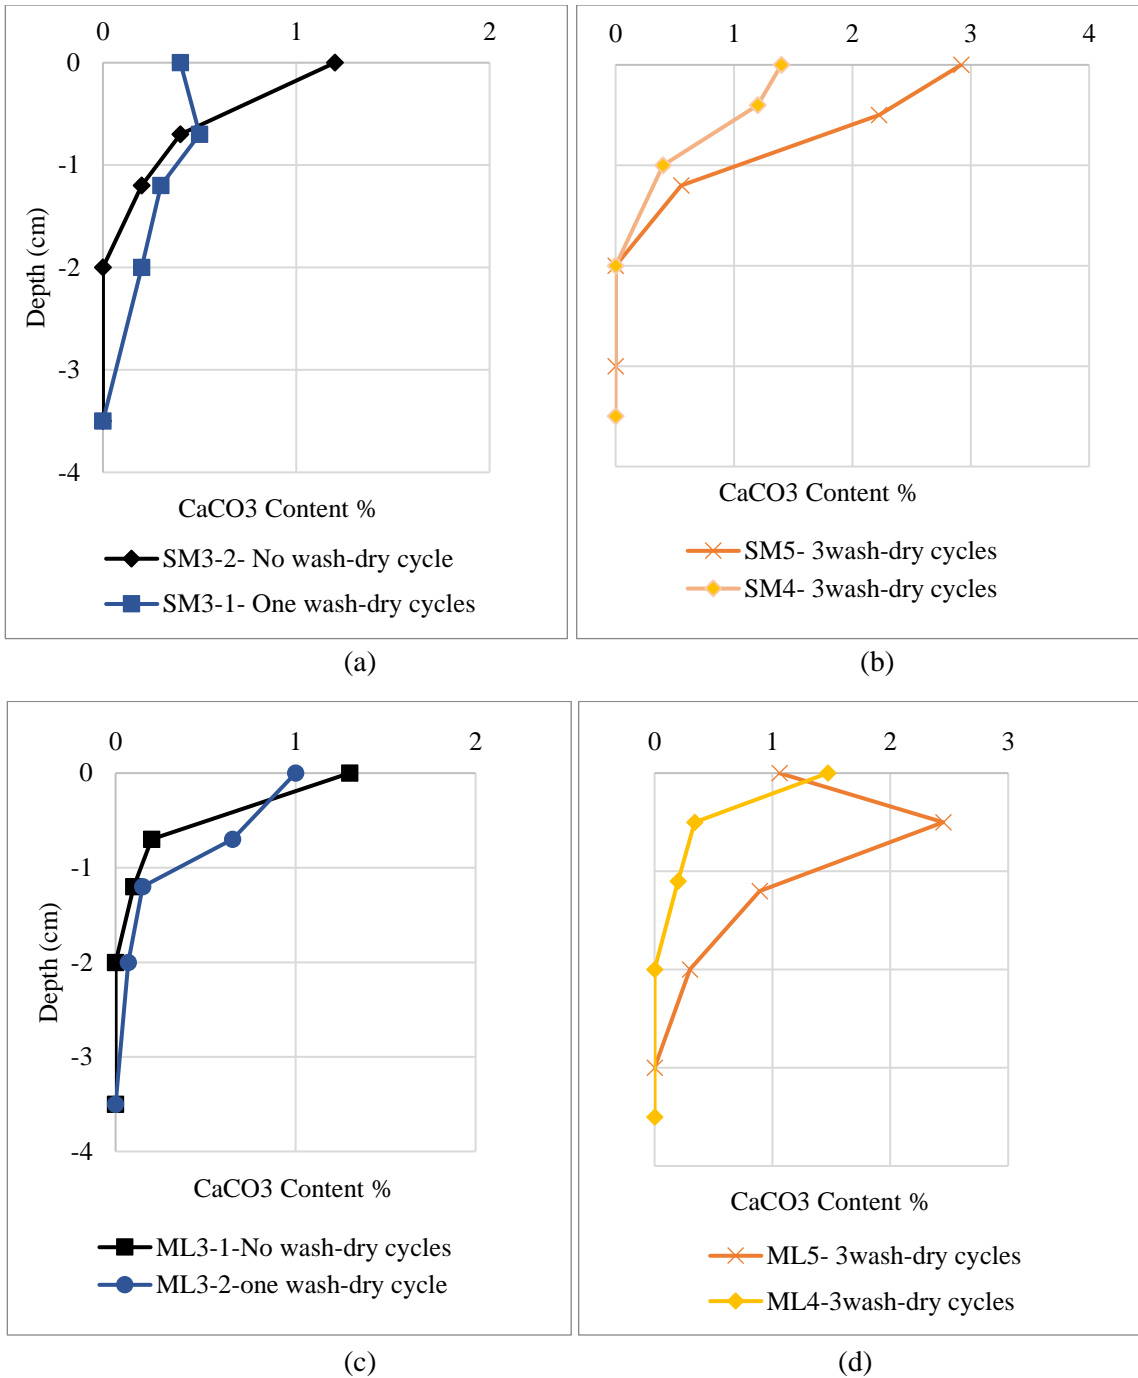 0 1 2
0
-1
-2
-3
-4
Depth (cm)
CaCO3 Content %
SM3-2- No wash-dry cycle
SM3-1- One wash-dry cycles
(a)
0 1 2 3 4
CaCO3 Content %
SM5- 3wash-dry cycles
SM4- 3wash-dry cycles
(b)
0 1 2
0
-1
-2
-3
-4
Depth (cm)
CaCO3 Content %
ML3-1-No wash-dry cycles
ML3-2-one wash-dry cycle
(c)
0 1 2 3
CaCO3 Content %
ML5- 3wash-dry cycles
ML4-3wash-dry cycles
(d)